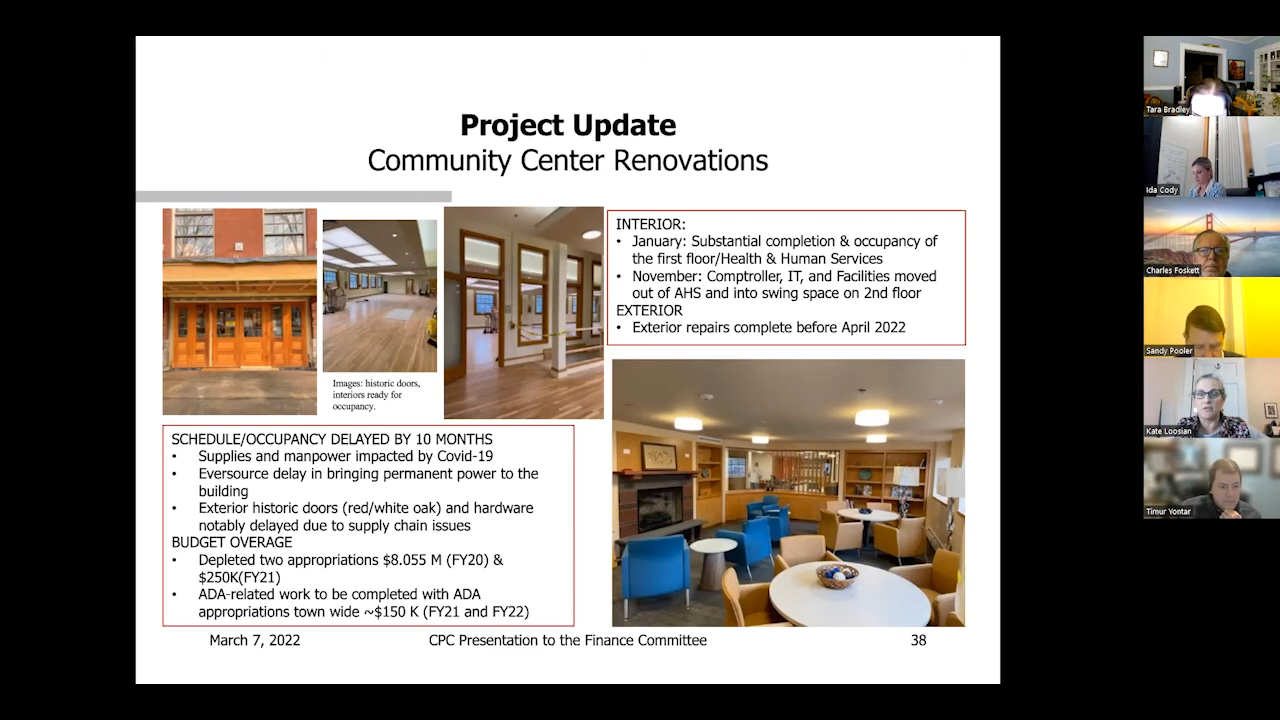 Project Update
Community Center Renovations
Images: historic doors,
interiors ready for
occupancy.
INTERIOR:
• January: Substantial completion & occupancy of
the first floor/Health & Human Services
• November: Comptroller, IT, and Facilities moved
out of AHS and into swing space on 2nd floor
EXTERIOR
• Exterior repairs complete before April 2022
SCHEDULE/OCCUPANCY DELAYED BY 10 MONTHS
• Supplies and manpower impacted by Covid-19
• Eversource delay in bringing permanent power to the
building
• Exterior historic doors (red/white oak) and hardware
notably delayed due to supply chain issues
BUDGET OVERAGE
• Depleted two appropriations $8.055 M (FY20) &
$250K(FY21)
• ADA-related work to be completed with ADA
appropriations town wide ~$150 K (FY21 and FY22)
March 7, 2022
CPC Presentation to the Finance Committee
38
Tara Bradley
Ida Cody
Charles Foskett
Sandy Pooler
Kate Loosian
Timur Yontar